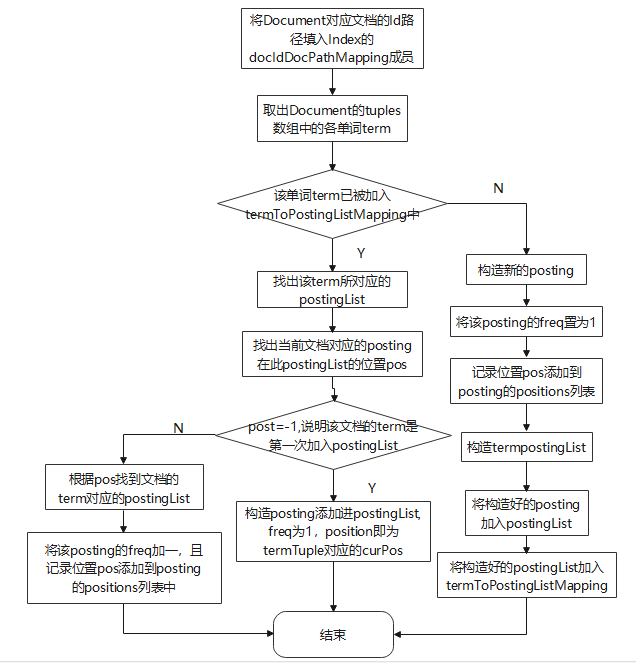 将Document对应文档的Id路
径填入Index的
docIdDocPathMapping成员
取出Document的tuples
数组中的各单词term
该单词term已被加入
termToPostingListMapping中
N
Y
构造新的posting
找出该term所对应的
postingList
将该posting的freq置为1
找出当前文档对应的posting
在此postingList的位置pos
记录位置pos添加到
posting的positions列表
post=-1,说明该文档的term是
第一次加入postingList
N
构造termpostingList
根据pos找到文档的
term对应的postingList
Y
构造posting添加进postingList,
freq为1，position即为
termTuple对应的curPos
将构造好的posting
加入postingList
将该posting的freq加一，且
记录位置pos添加到posting
的positions列表中
将构造好的postingList加入
termToPostingListMapping
结束